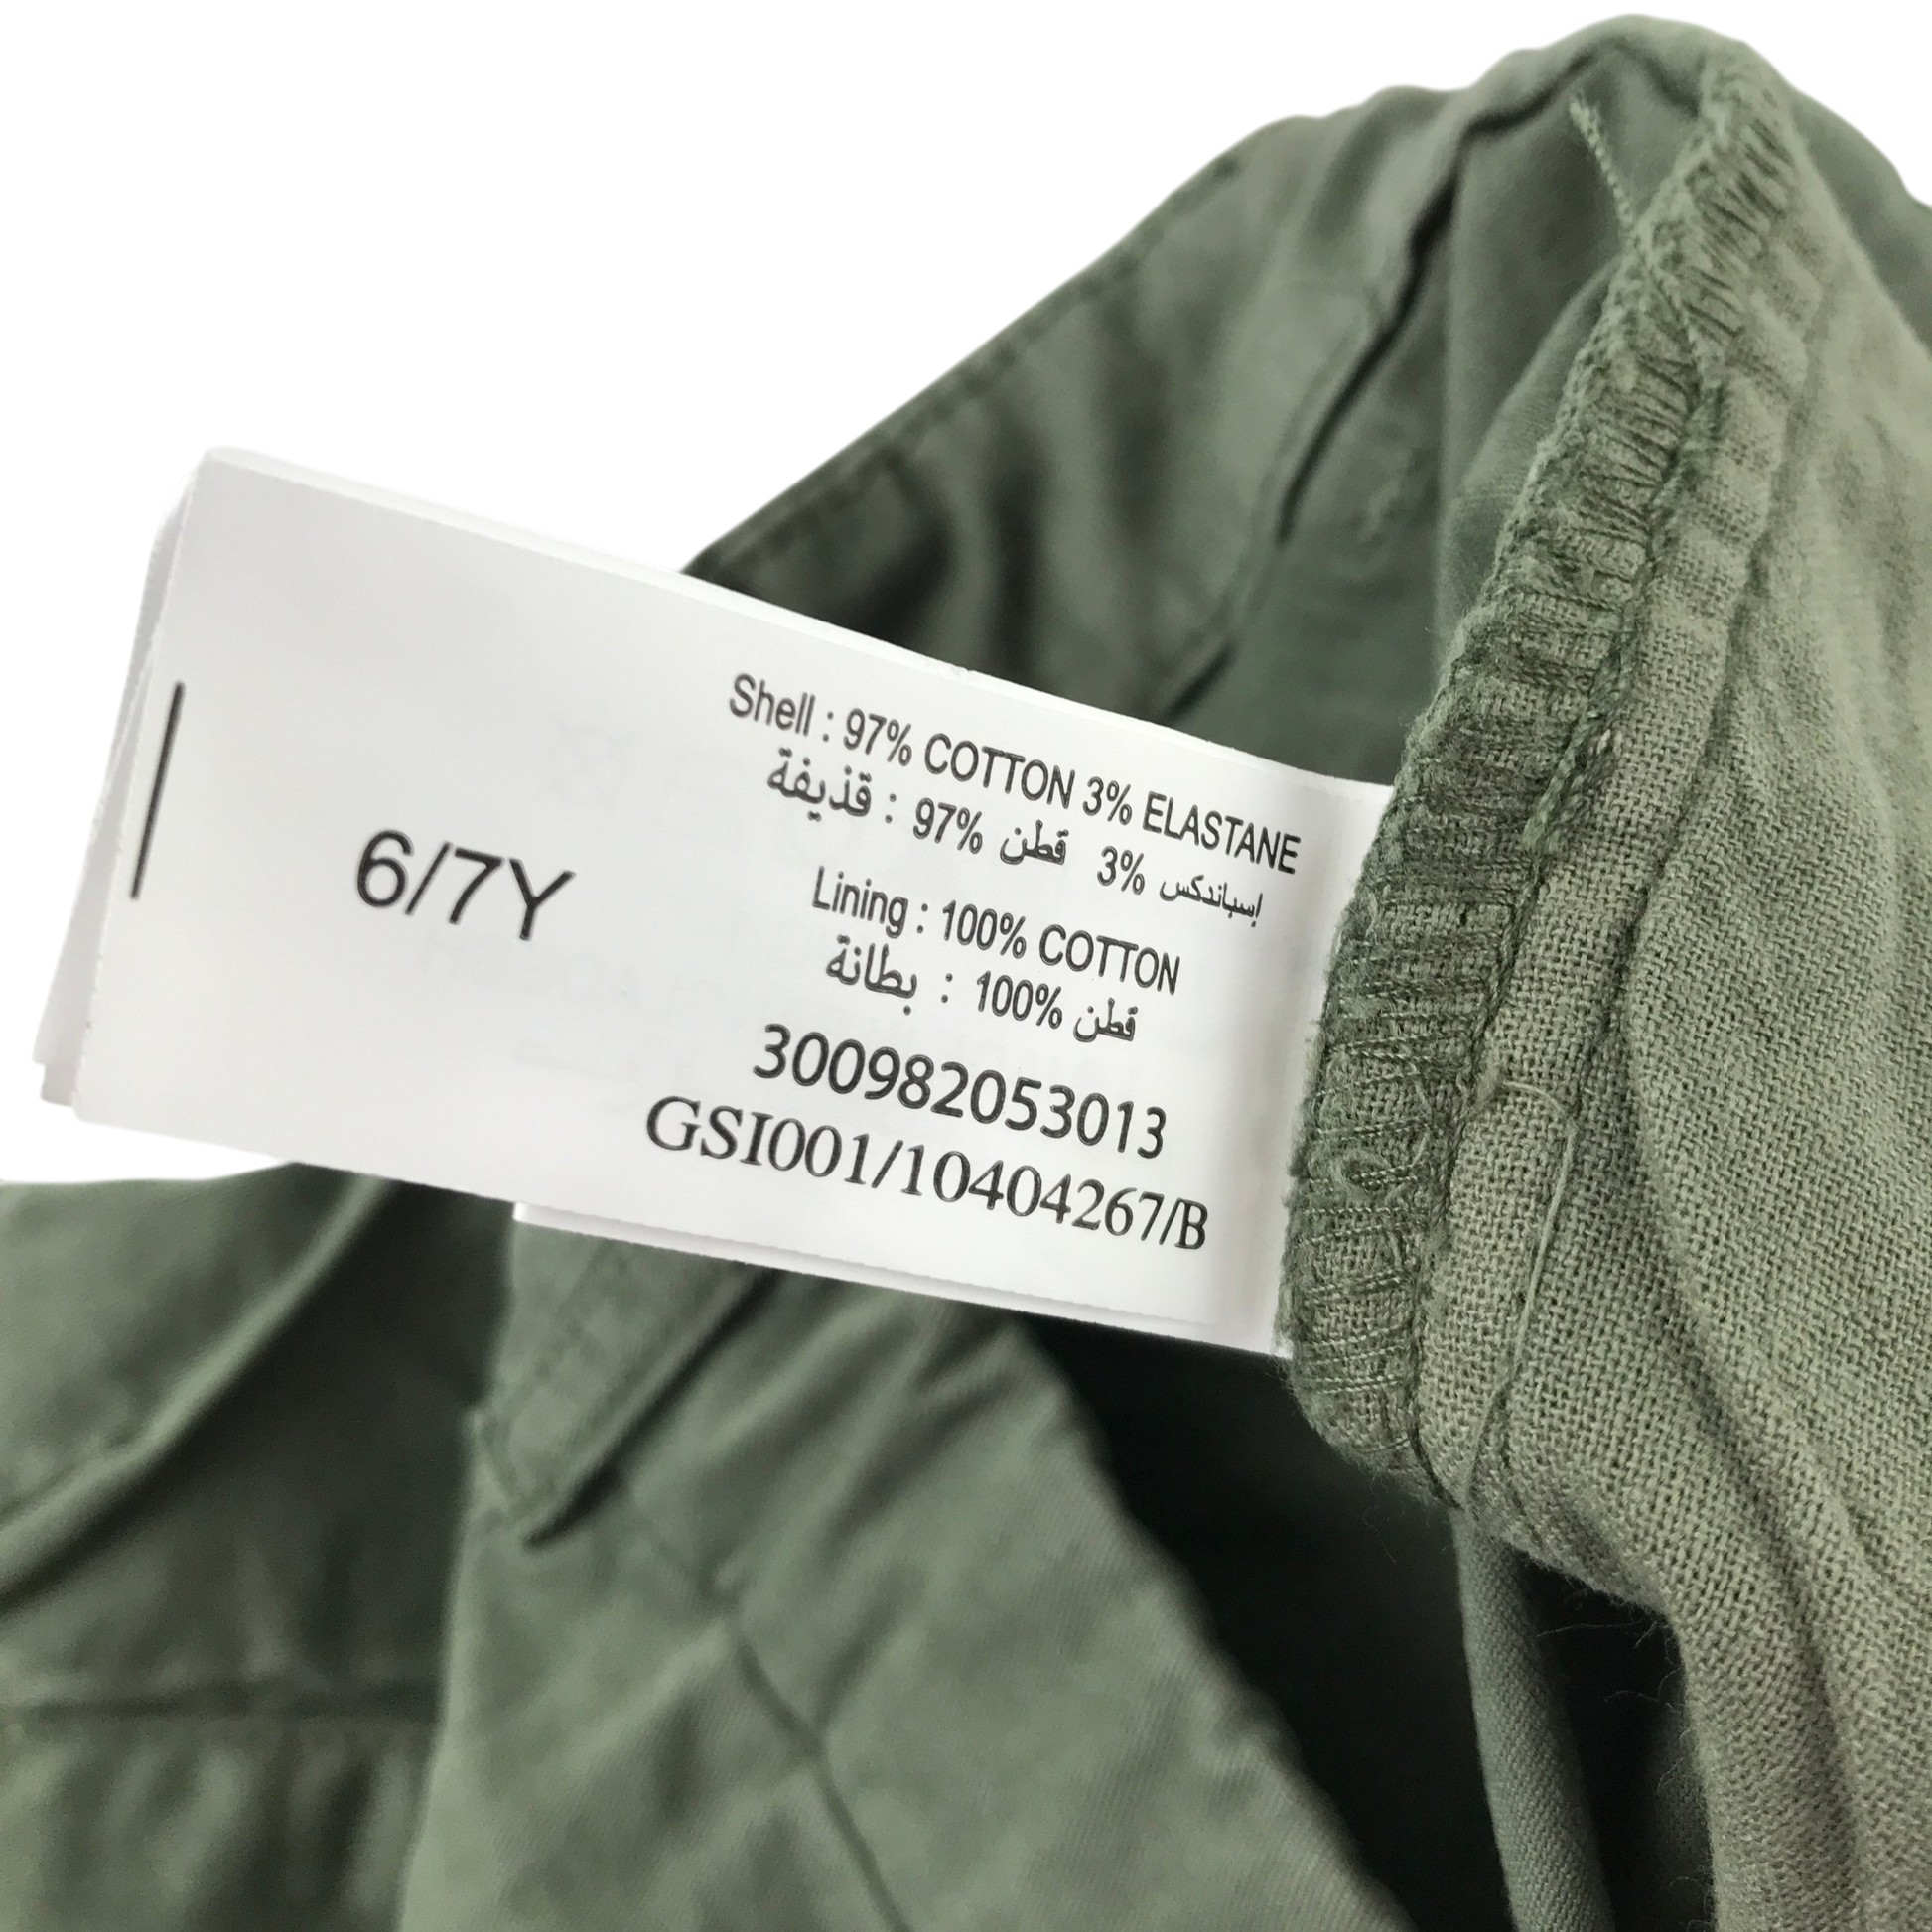 Shell : 97% COTTON 3% ELASTANE
قذيفة : 97% قطن 3% إسباندكس
Lining : 100% COTTON
بطانة : 100% قطن
300982053013
GSI001/10404267/B
6/7Y